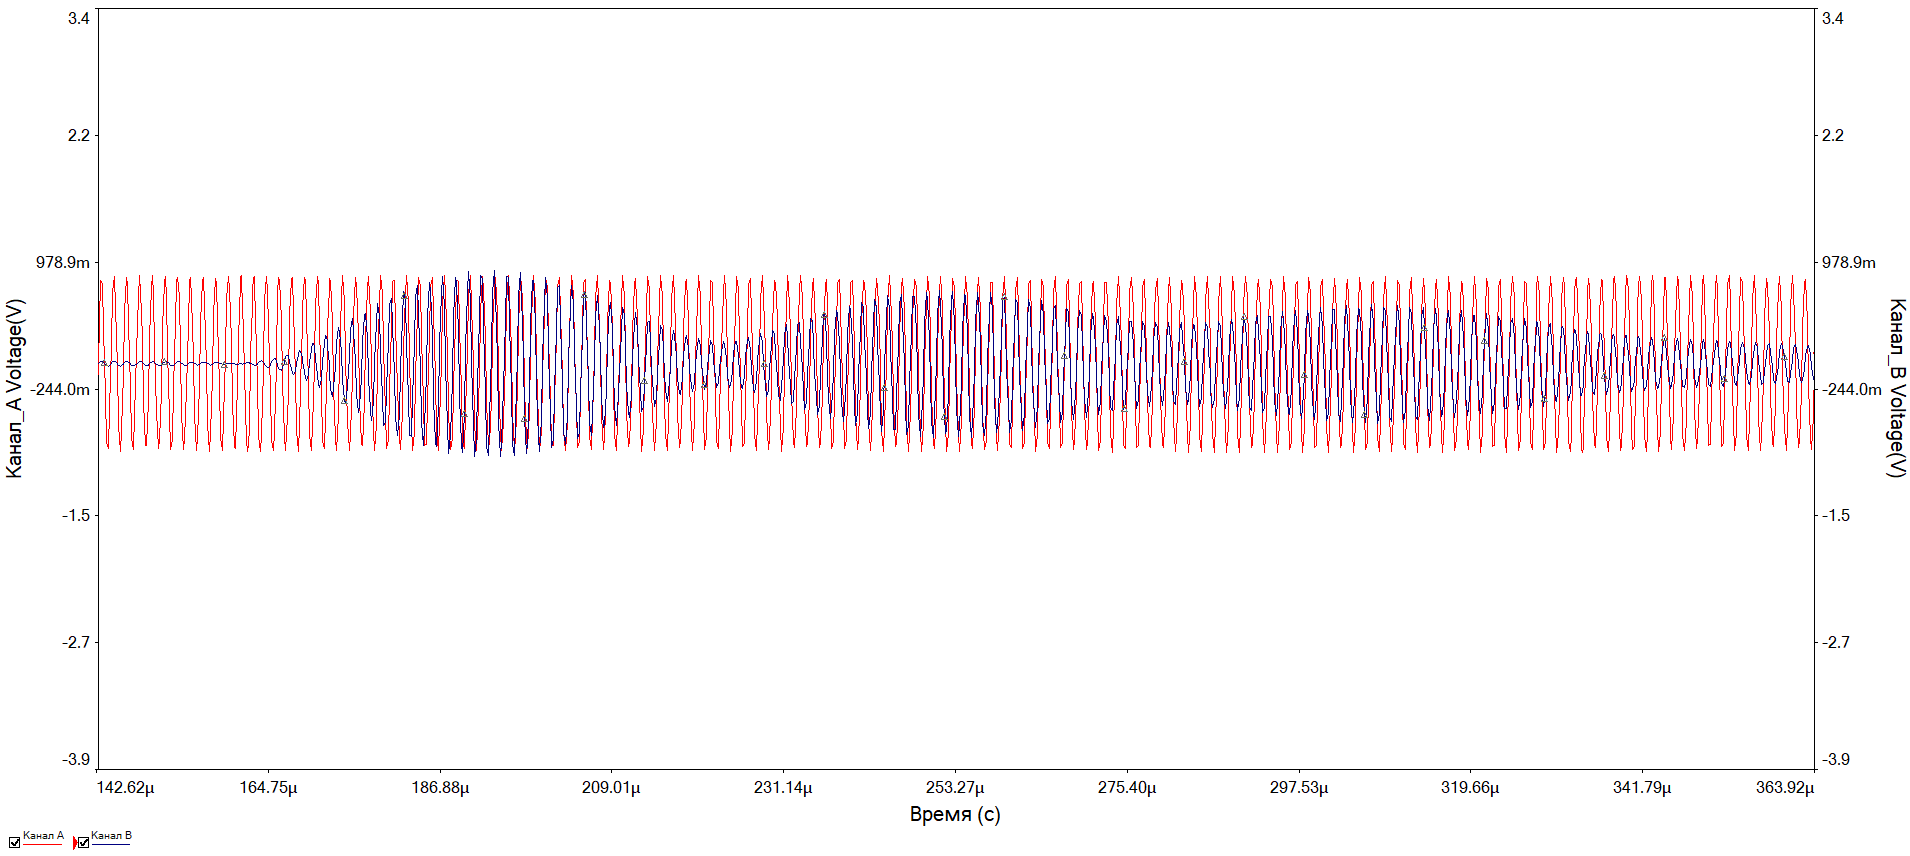 3.4
3.4
2.2
2.2
978.9m
978.9m
-244.0m
-244.0m
-1.5
-1.5
-2.7
-2.7
-3.9
-3.9
Канал_A Voltage(V)
Канал_B Voltage(V)
142.62µ 164.75µ 186.88µ 209.01µ 231.14µ 253.27µ 275.40µ 297.53µ 319.66µ 341.79µ 363.92µ
Время (с)
Канал A Канал B